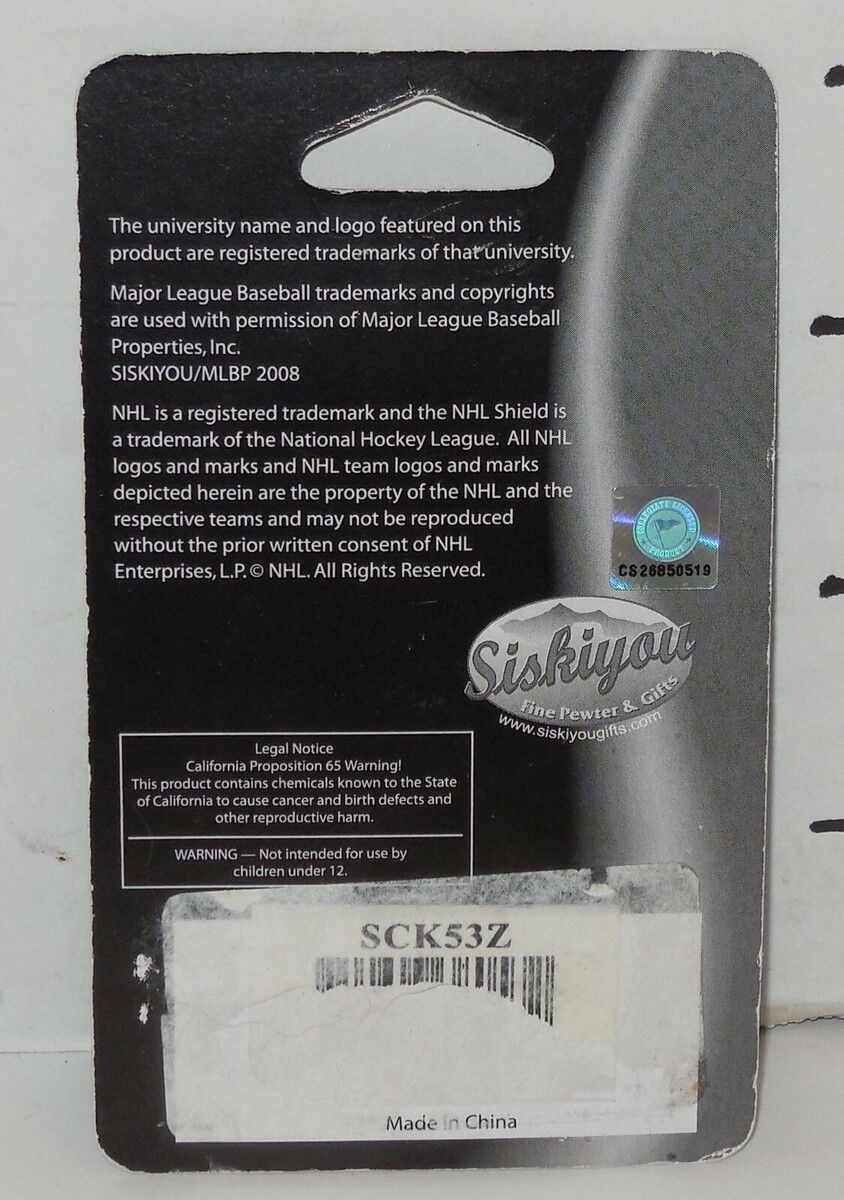 The university name and logo featured on this
product are registered trademarks of that university.
Major League Baseball trademarks and copyrights
are used with permission of Major League Baseball
Properties, Inc.
SISKIYOU/MLBP 2008
NHL is a registered trademark and the NHL Shield is
a trademark of the National Hockey League. All NHL
logos and marks and NHL team logos and marks
depicted herein are the property of the NHL and the
respective teams and may not be reproduced
without the prior written consent of NHL
Enterprises, L.P. © NHL. All Rights Reserved.
COLLEGIATE LICENSED
PRODUCT
CS26850519
Siskiyou
Fine Pewter & Gifts
www.siskiyougifts.com
Legal Notice
California Proposition 65 Warning!
This product contains chemicals known to the State
of California to cause cancer and birth defects and
other reproductive harm.
WARNING — Not intended for use by
children under 12.
SCK53Z
Made in China